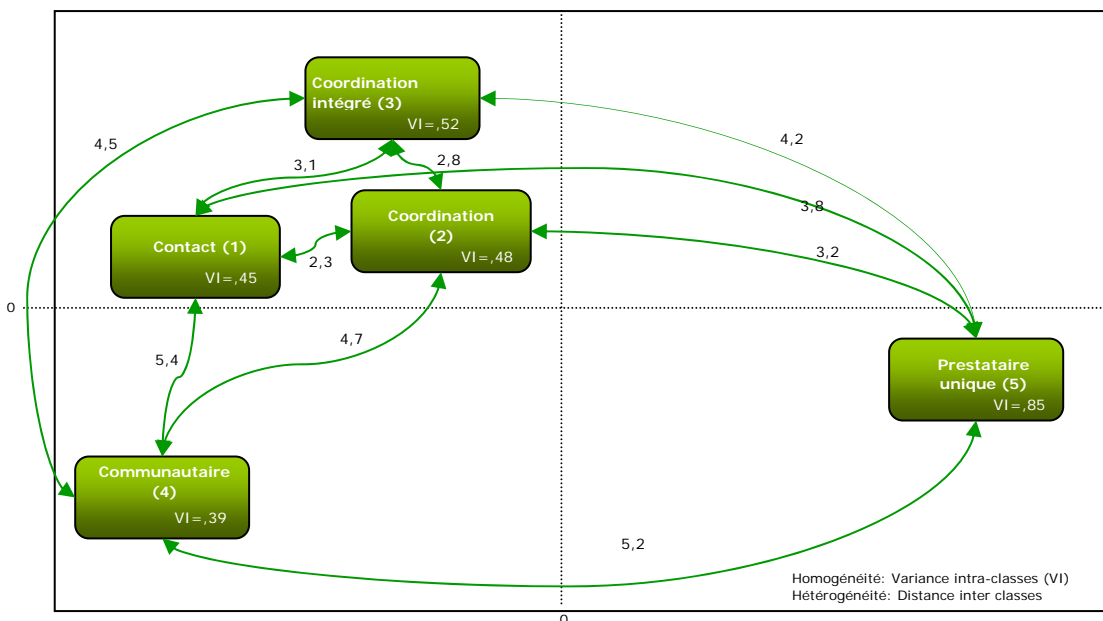 Coordination
intégré (3)
VI=,52
4,5
4,2
3,1
2,8
3,8
Coordination
(2)
VI=,48
Contact (1)
VI=,45
2,3
3,2
0
4,7
5,4
Prestataire
unique (5)
VI=,85
Communautaire
(4)
VI=,39
5,2
Homogénéité: Variance intra-classes (VI)
Hétérogénéité: Distance inter classes
0